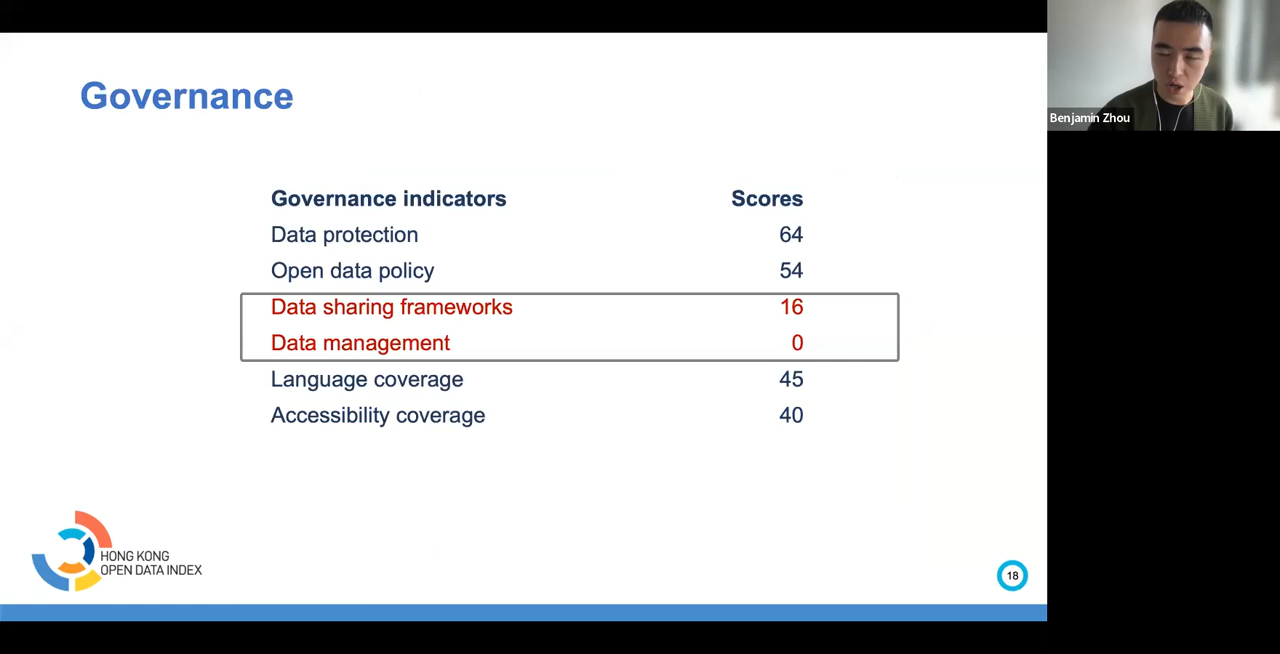 Governance
Benjamin Zhou
Governance indicators Scores
Data protection 64
Open data policy 54
Data sharing frameworks 16
Data management 0
Language coverage 45
Accessibility coverage 40
HONG KONG
OPEN DATA INDEX
18